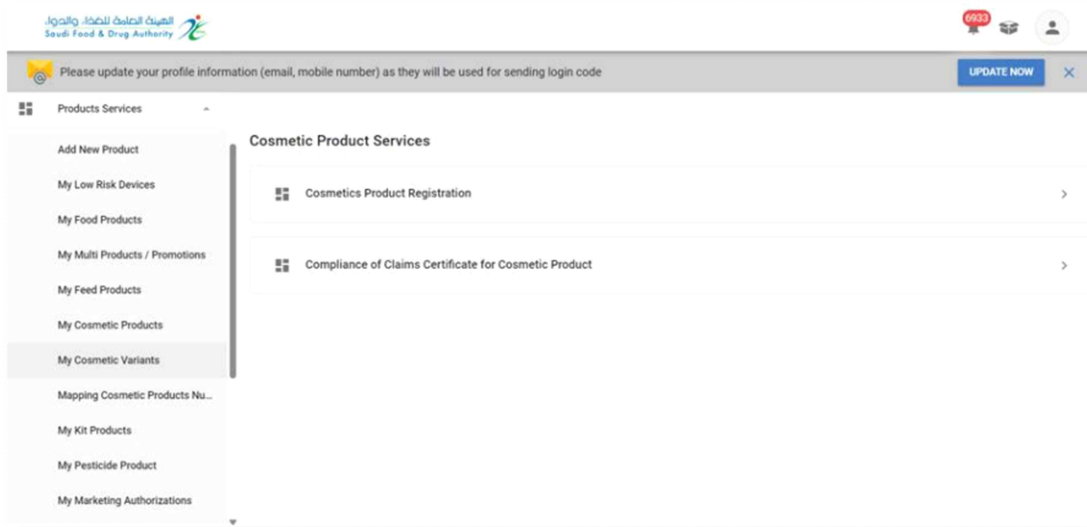 الهيئة العامة للغذاء والدواء
Saudi Food & Drug Authority
6933
Please update your profile information (email, mobile number) as they will be used for sending login code
UPDATE NOW
Products Services
Add New Product
My Low Risk Devices
My Food Products
My Multi Products / Promotions
My Feed Products
My Cosmetic Products
My Cosmetic Variants
Mapping Cosmetic Products Nu...
My Kit Products
My Pesticide Product
My Marketing Authorizations
Cosmetic Product Services
Cosmetics Product Registration
Compliance of Claims Certificate for Cosmetic Product